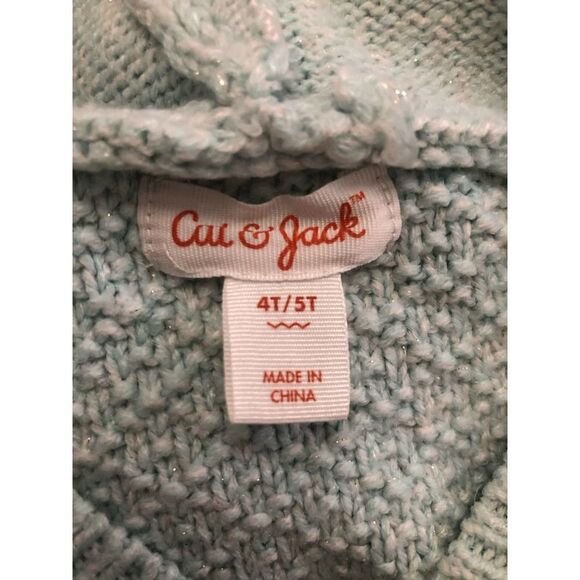 Cat & Jack™
4T/5T
MADE IN
CHINA